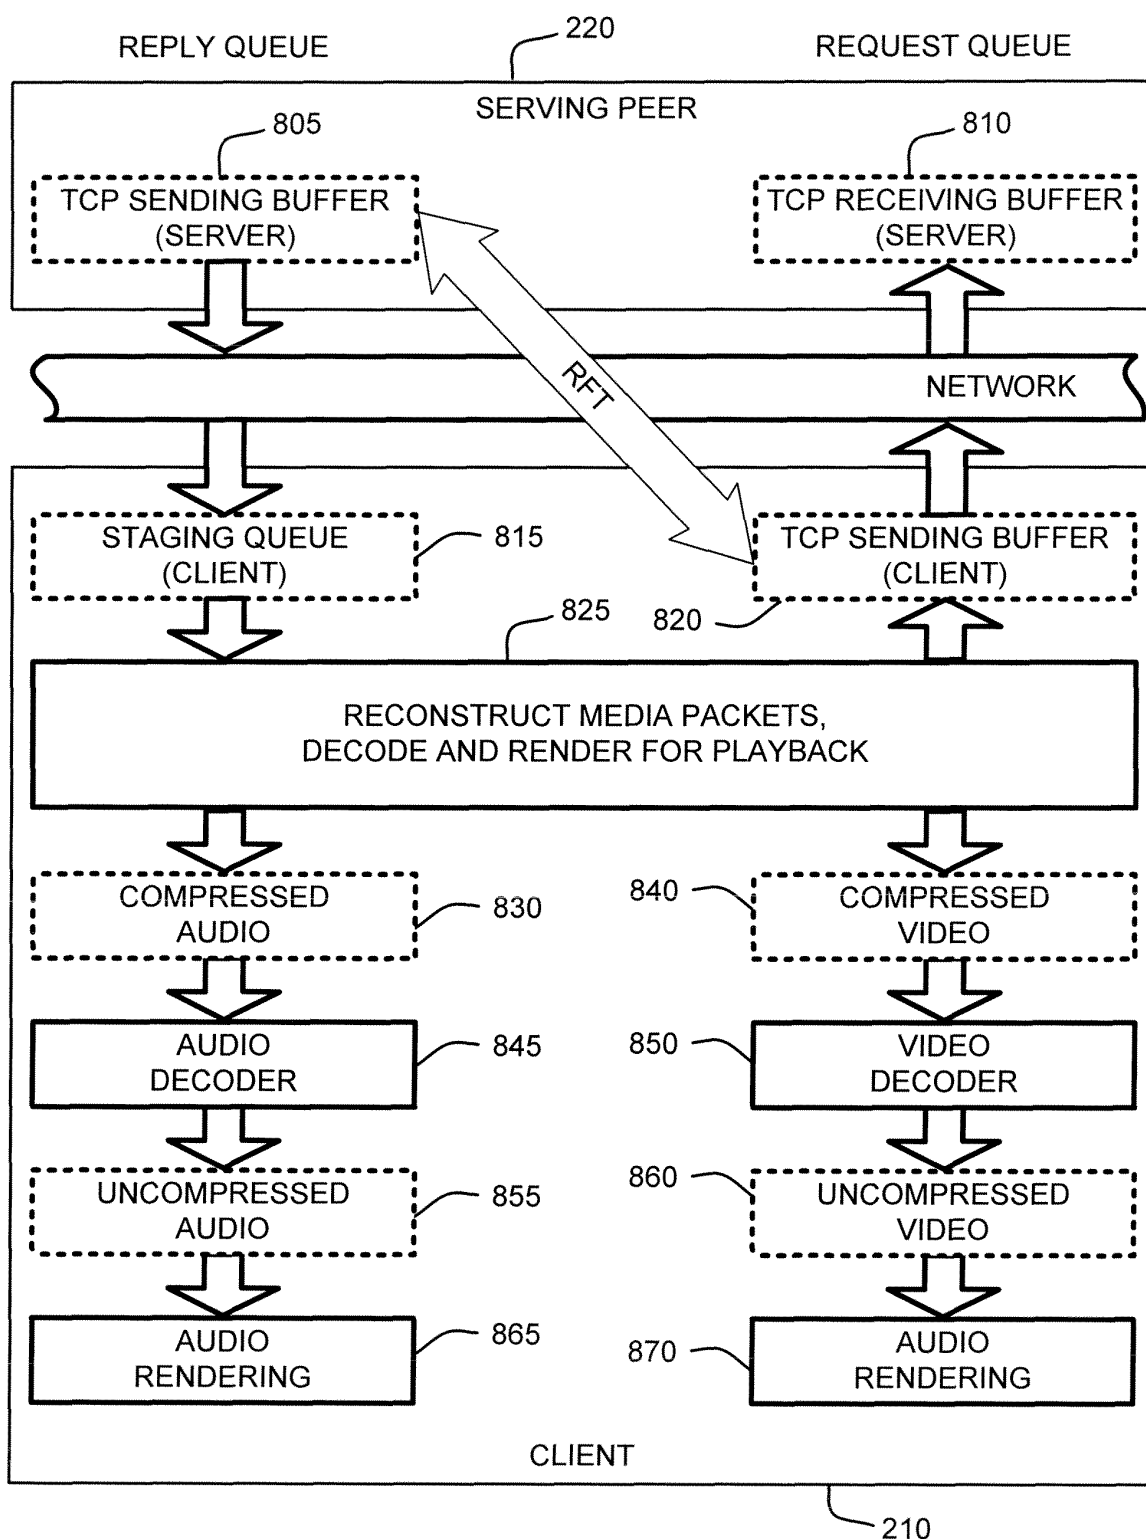 REPLY QUEUE
220
REQUEST QUEUE
SERVING PEER
805
810
TCP SENDING BUFFER
(SERVER)
TCP RECEIVING BUFFER
(SERVER)
RFT
NETWORK
STAGING QUEUE
(CLIENT)
815
TCP SENDING BUFFER
(CLIENT)
825
820
RECONSTRUCT MEDIA PACKETS,
DECODE AND RENDER FOR PLAYBACK
COMPRESSED
AUDIO
830
840
COMPRESSED
VIDEO
AUDIO
DECODER
845
850
VIDEO
DECODER
UNCOMPRESSED
AUDIO
855
860
UNCOMPRESSED
VIDEO
AUDIO
RENDERING
865
870
AUDIO
RENDERING
CLIENT
210